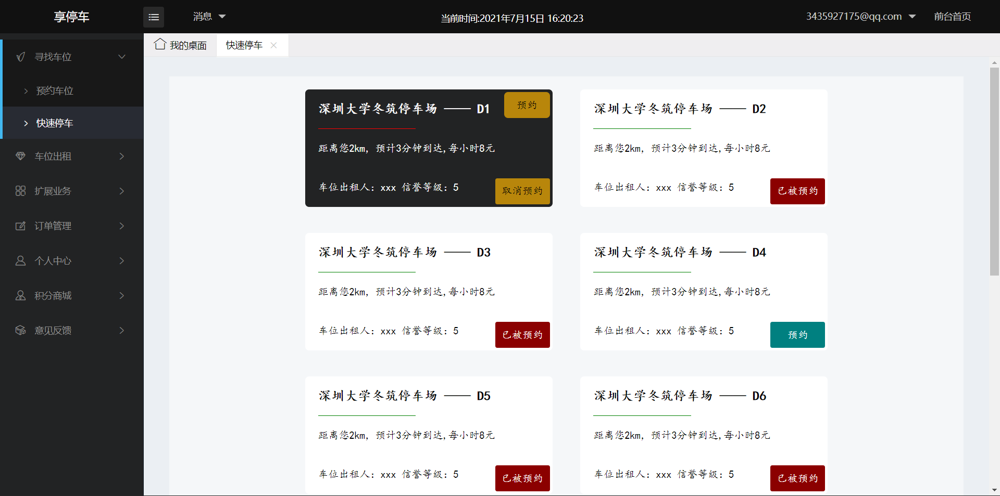 享停车
消息
当前时间:2021年7月15日 16:20:23
3435927175@qq.com
前台首页
我的桌面
快速停车
寻找车位
预约车位
快速停车
车位出租
扩展业务
订单管理
个人中心
积分商城
意见反馈
深圳大学冬筑停车场 —— D1
预约
距离您2km, 预计3分钟到达,每小时8元
车位出租人: xxx 信誉等级: 5
取消预约
深圳大学冬筑停车场 —— D2
距离您2km, 预计3分钟到达,每小时8元
车位出租人: xxx 信誉等级: 5
已被预约
深圳大学冬筑停车场 —— D3
距离您2km, 预计3分钟到达,每小时8元
车位出租人: xxx 信誉等级: 5
已被预约
深圳大学冬筑停车场 —— D4
距离您2km, 预计3分钟到达,每小时8元
车位出租人: xxx 信誉等级: 5
预约
深圳大学冬筑停车场 —— D5
距离您2km, 预计3分钟到达,每小时8元
车位出租人: xxx 信誉等级: 5
已被预约
深圳大学冬筑停车场 —— D6
距离您2km, 预计3分钟到达,每小时8元
车位出租人: xxx 信誉等级: 5
已被预约